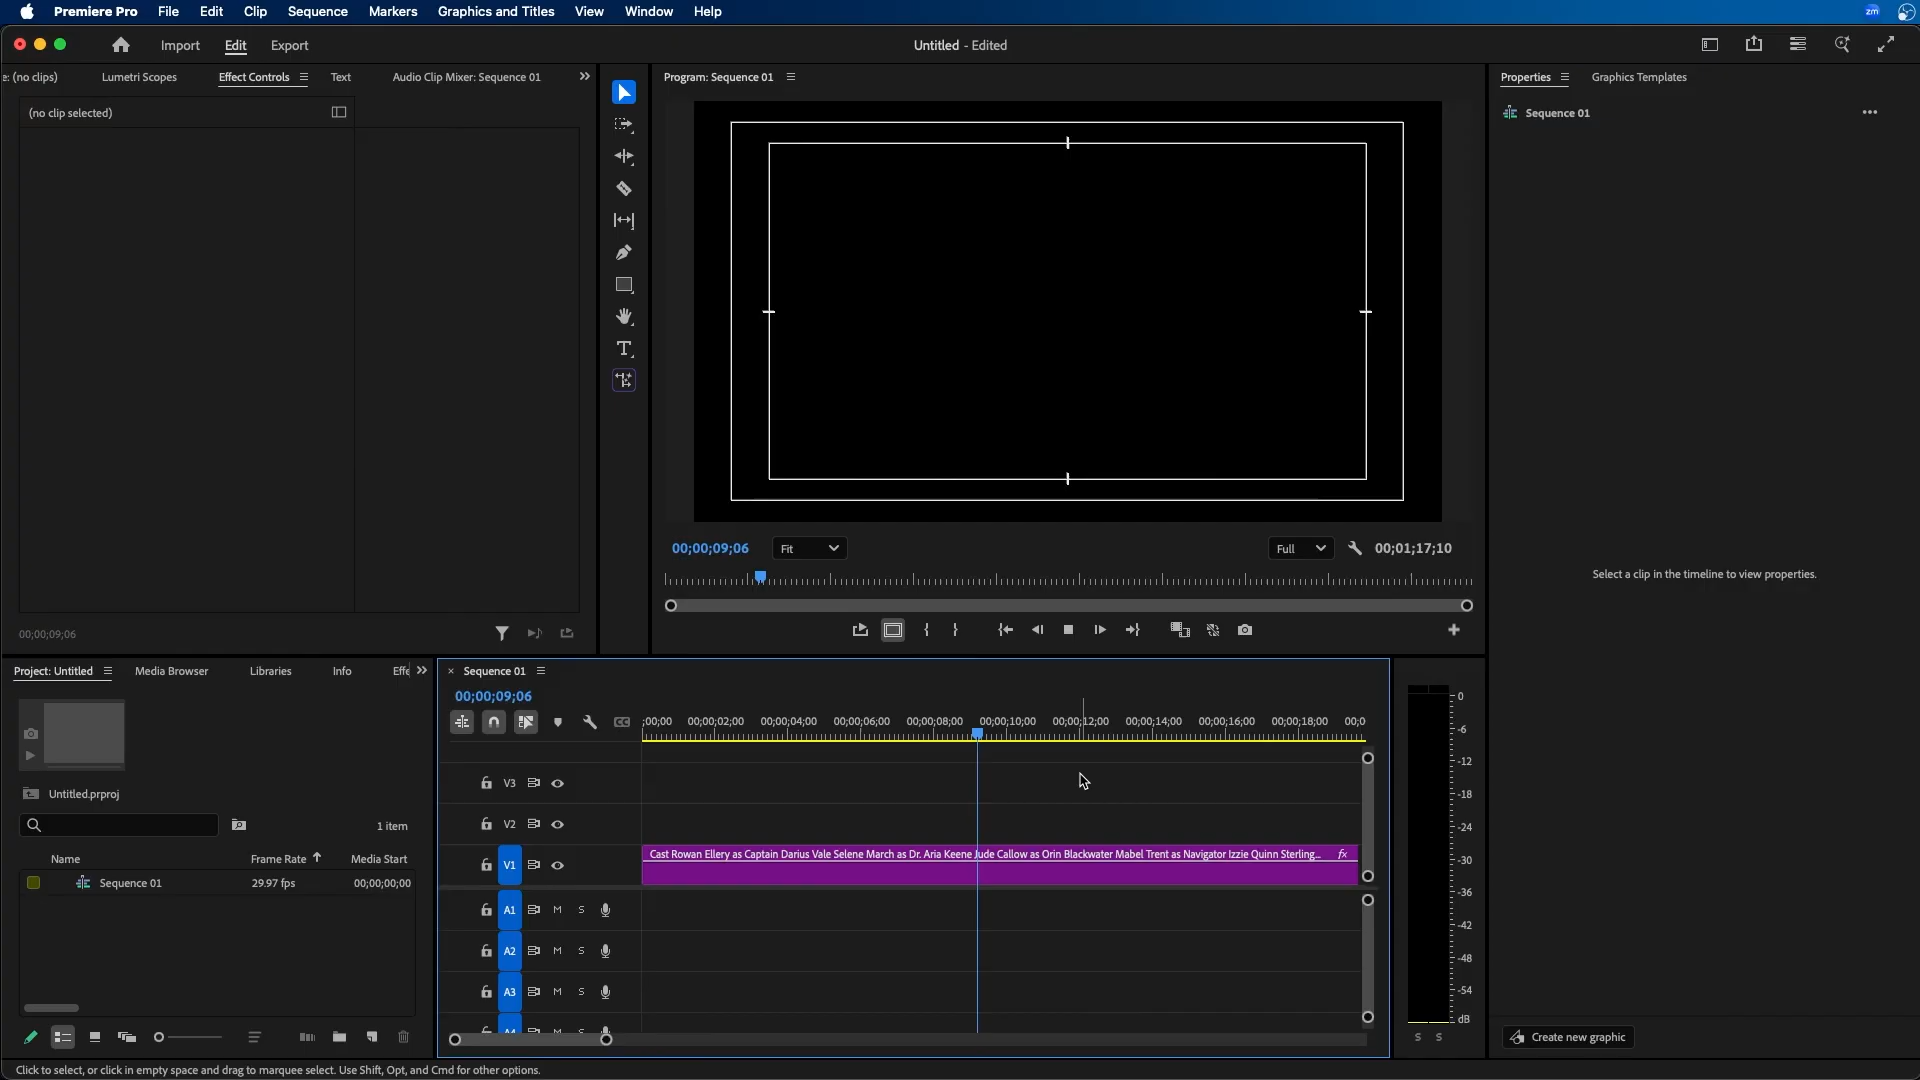 Premiere Pro File Edit Clip Sequence Markers Graphics and Titles View Window Help
zm
Import Edit Export
Untitled - Edited
e: (no clips) Lumetri Scopes Effect Controls Text Audio Clip Mixer: Sequence 01
Program: Sequence 01
Properties Graphics Templates
(no clip selected)
Sequence 01
00;00;09;06 Fit Full 00;01;17;10
Select a clip in the timeline to view properties.
00;00;09;06
Project: Untitled Media Browser Libraries Info Effe
Sequence 01
00;00;09;06
;00;00 00;00;02;00 00;00;04;00 00;00;06;00 00;00;08;00 00;00;10;00 00;00;12;00 00;00;14;00 00;00;16;00 00;00;18;00 00;0
CC
Untitled.prproj
1 item
Name Frame Rate Media Start
Sequence 01 29.97 fps 00;00;00;00
V3
V2
V1
Cast Rowan Ellery as Captain Darius Vale Selene March as Dr. Aria Keene Jude Callow as Orin Blackwater Mabel Trent as Navigator Izzie Quinn Sterling... fx
A1 M S
A2 M S
A3 M S
A4 M S
0
-6
-12
-18
-24
-30
-36
-42
-48
-54
dB
S S
Create new graphic
Click to select, or click in empty space and drag to marquee select. Use Shift, Opt, and Cmd for other options.